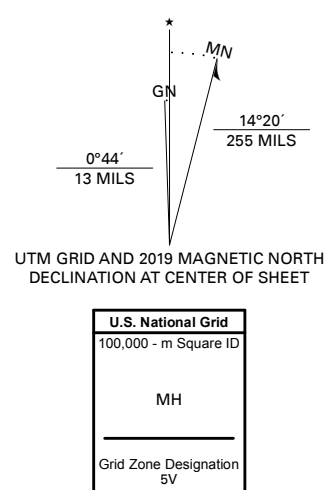 ★
MN
GN
14°20´
255 MILS
0°44´
13 MILS
UTM GRID AND 2019 MAGNETIC NORTH
DECLINATION AT CENTER OF SHEET
U.S. National Grid
100,000 - m Square ID
MH
Grid Zone Designation
5V